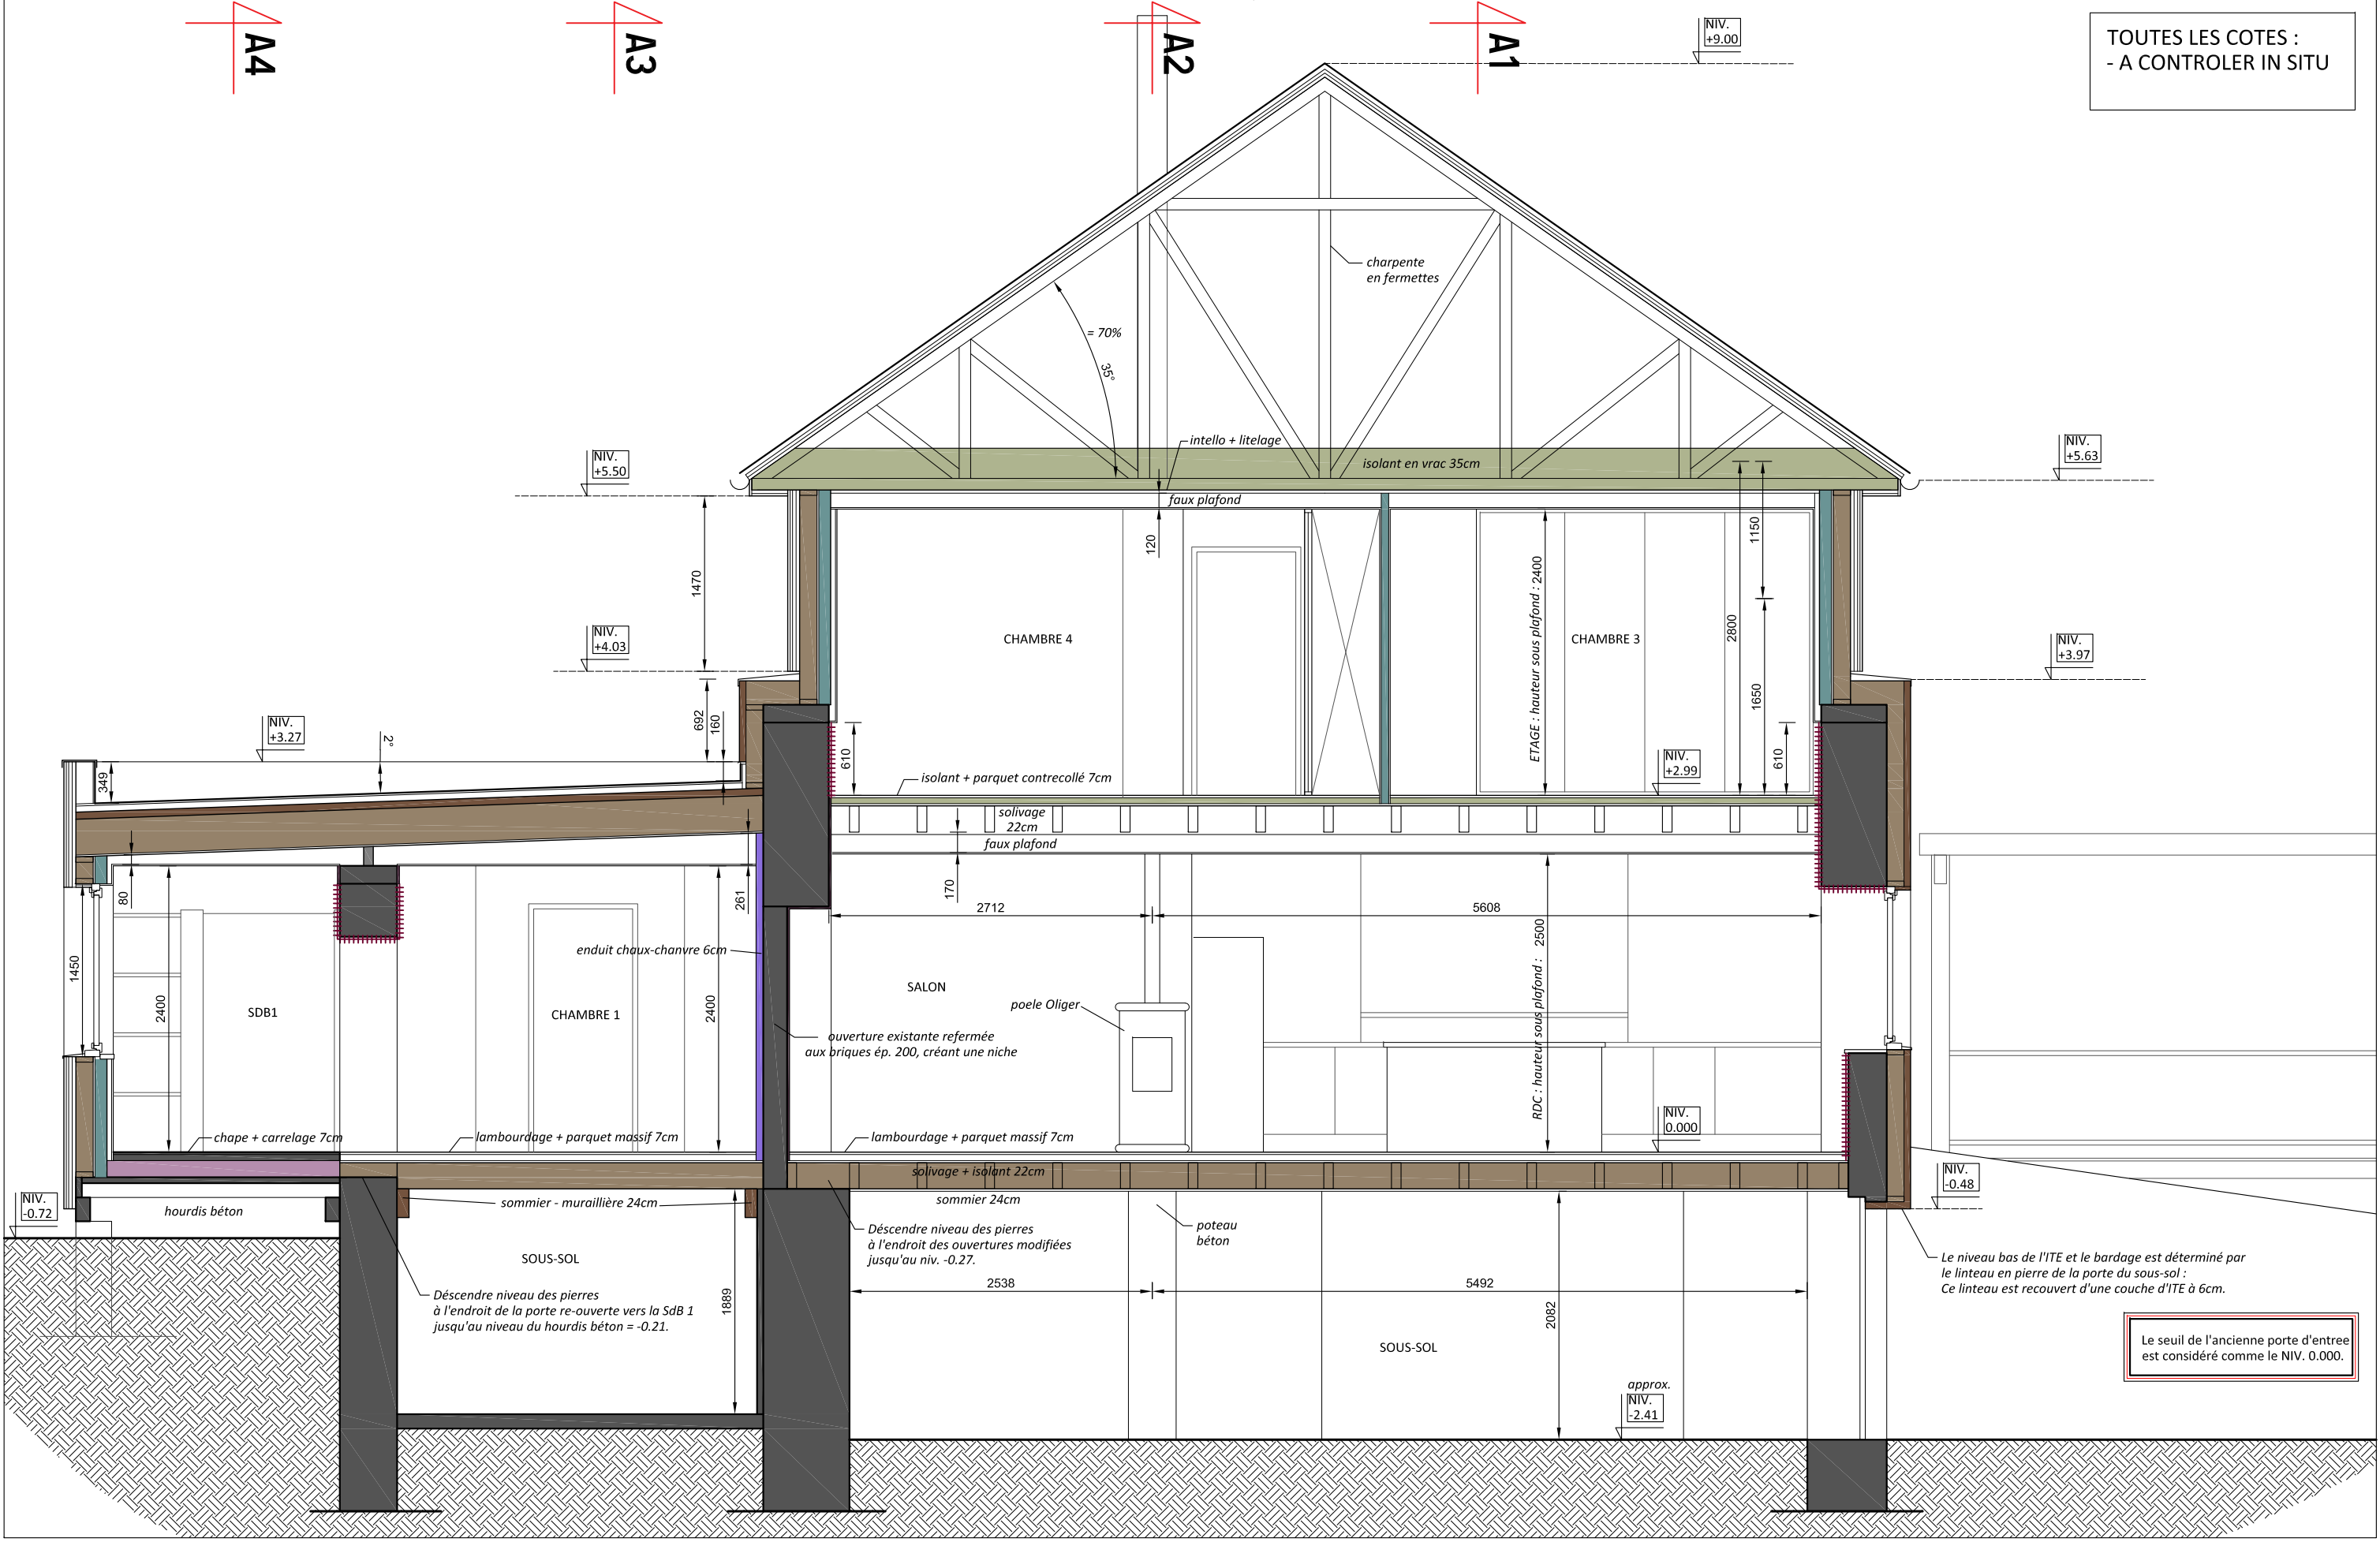 A4
A3
A2
A1
NIV.
+9.00
TOUTES LES COTES :
- A CONTROLER IN SITU
charpente
en fermettes
= 70%
35°
intello + litelage
isolant en vrac 35cm
NIV.
+5.50
NIV.
+5.63
faux plafond
120
1470
1150
ETAGE : hauteur sous plafond : 2400
2800
1650
CHAMBRE 4
CHAMBRE 3
NIV.
+4.03
NIV.
+3.97
692
160
NIV.
+3.27
2°
349
610
610
isolant + parquet contrecollé 7cm
NIV.
+2.99
solivage
22cm
faux plafond
80
261
170
2712
5608
1450
2400
2400
RDC : hauteur sous plafond : 2500
enduit chaux-chanvre 6cm
SDB1
CHAMBRE 1
SALON
poele Oliger
ouverture existante refermée
aux briques ép. 200, créant une niche
chape + carrelage 7cm
lambourdage + parquet massif 7cm
lambourdage + parquet massif 7cm
NIV.
0.000
solivage + isolant 22cm
NIV.
-0.72
hourdis béton
sommier - muraillière 24cm
sommier 24cm
NIV.
-0.48
Déscendre niveau des pierres
à l'endroit des ouvertures modifiées
jusqu'au niv. -0.27.
poteau
béton
SOUS-SOL
Le niveau bas de l'ITE et le bardage est déterminé par
le linteau en pierre de la porte du sous-sol :
Ce linteau est recouvert d'une couche d'ITE à 6cm.
2538
5492
Déscendre niveau des pierres
à l'endroit de la porte re-ouverte vers la SdB 1
jusqu'au niveau du hourdis béton = -0.21.
1889
2082
SOUS-SOL
Le seuil de l'ancienne porte d'entree
est considéré comme le NIV. 0.000.
approx.
NIV.
-2.41